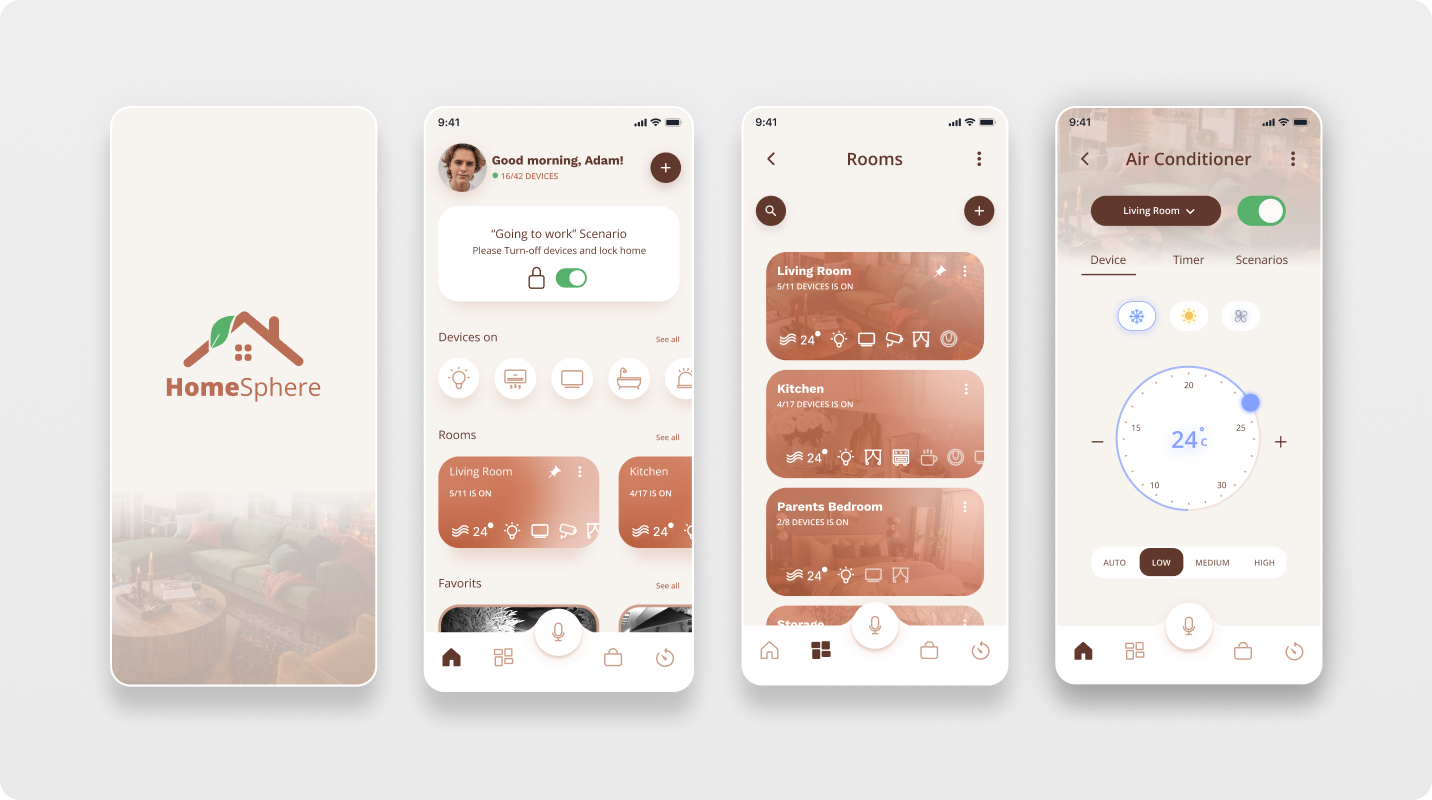 HomeSphere
9:41
Good morning, Adam!
16/42 DEVICES
“Going to work” Scenario
Please Turn-off devices and lock home
Devices on
See all
Rooms
See all
Living Room
5/11 IS ON
24
Kitchen
4/17 IS ON
24
Favorits
See all
9:41
Rooms
Living Room
5/11 DEVICES IS ON
24
Kitchen
4/17 DEVICES IS ON
24
Parents Bedroom
2/8 DEVICES IS ON
24
Storage
9:41
Air Conditioner
Living Room
Device Timer Scenarios
20
15 25
24°c
10 30
AUTO LOW MEDIUM HIGH